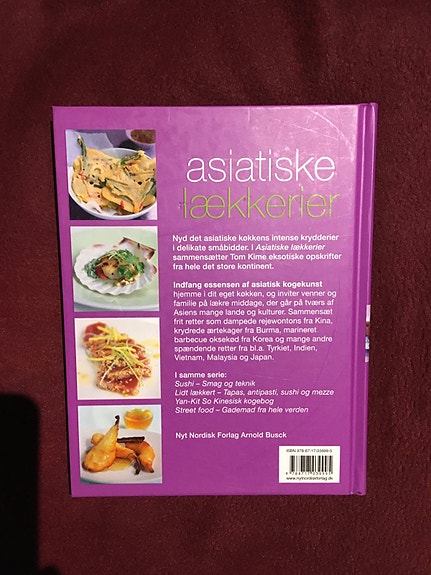 asiatiske
lækkerier
Nyd det asiatiske køkkens intense krydderier
i delikate småbidder. I Asiatiske lækkerier
sammensætter Tom Kime eksotiske opskrifter
fra hele det store kontinent.
Indfang essensen af asiatisk kogekunst
hjemme i dit eget køkken, og inviter venner og
familie på lækre middage, der går på tværs af
Asiens mange lande og kulturer. Sammensæt
frit retter som dampede rejewontons fra Kina,
krydrede ærtekager fra Burma, marineret
barbecue oksekød fra Korea og mange andre
spændende retter fra bl.a. Tyrkiet, Indien,
Vietnam, Malaysia og Japan.
I samme serie:
Sushi – Smag og teknik
Lidt lækkert – Tapas, antipasti, sushi og mezze
Yan-Kit So Kinesisk kogebog
Street food – Gademad fra hele verden
Nyt Nordisk Forlag Arnold Busck
www.nytnordiskforlag.dk